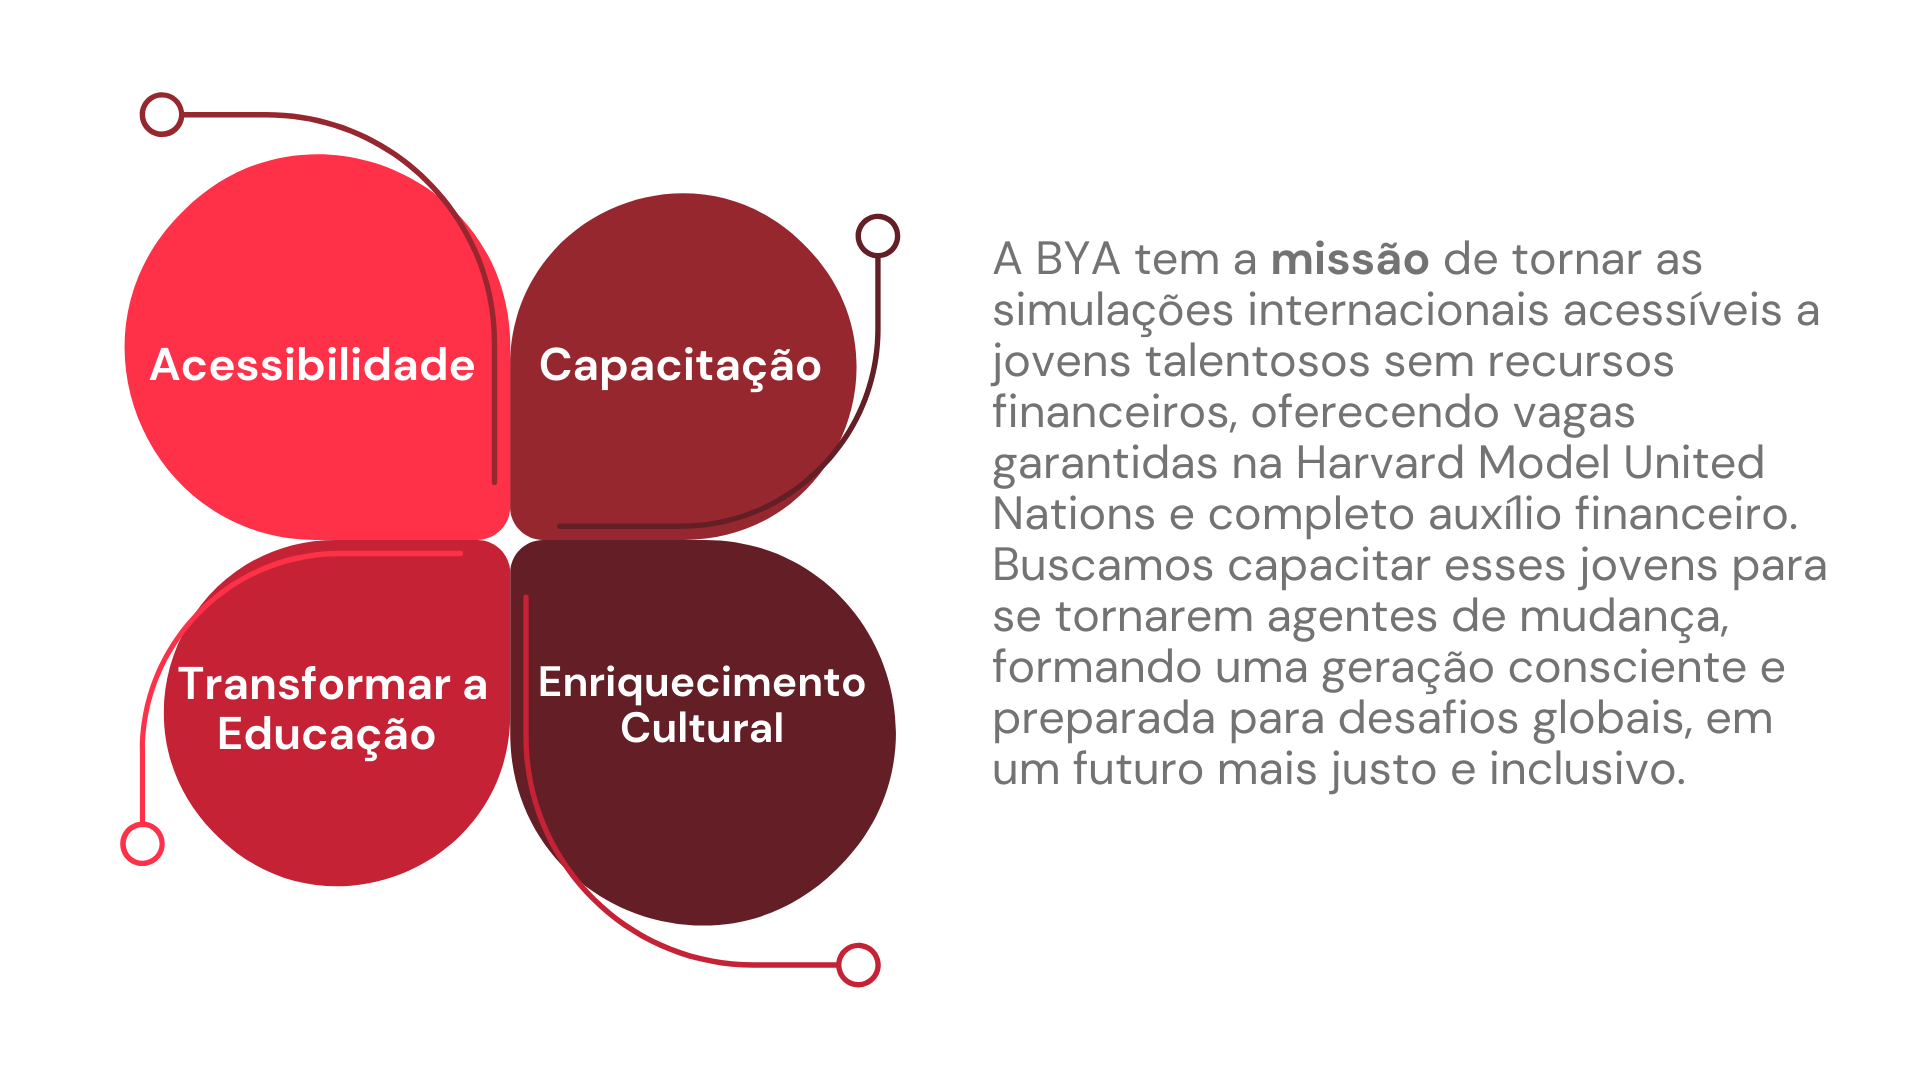 Acessibilidade
Capacitação
Transformar a
Educação
Enriquecimento
Cultural
A BYA tem a missão de tornar as
simulações internacionais acessíveis a
jovens talentosos sem recursos
financeiros, oferecendo vagas
garantidas na Harvard Model United
Nations e completo auxílio financeiro.
Buscamos capacitar esses jovens para
se tornarem agentes de mudança,
formando uma geração consciente e
preparada para desafios globais, em
um futuro mais justo e inclusivo.